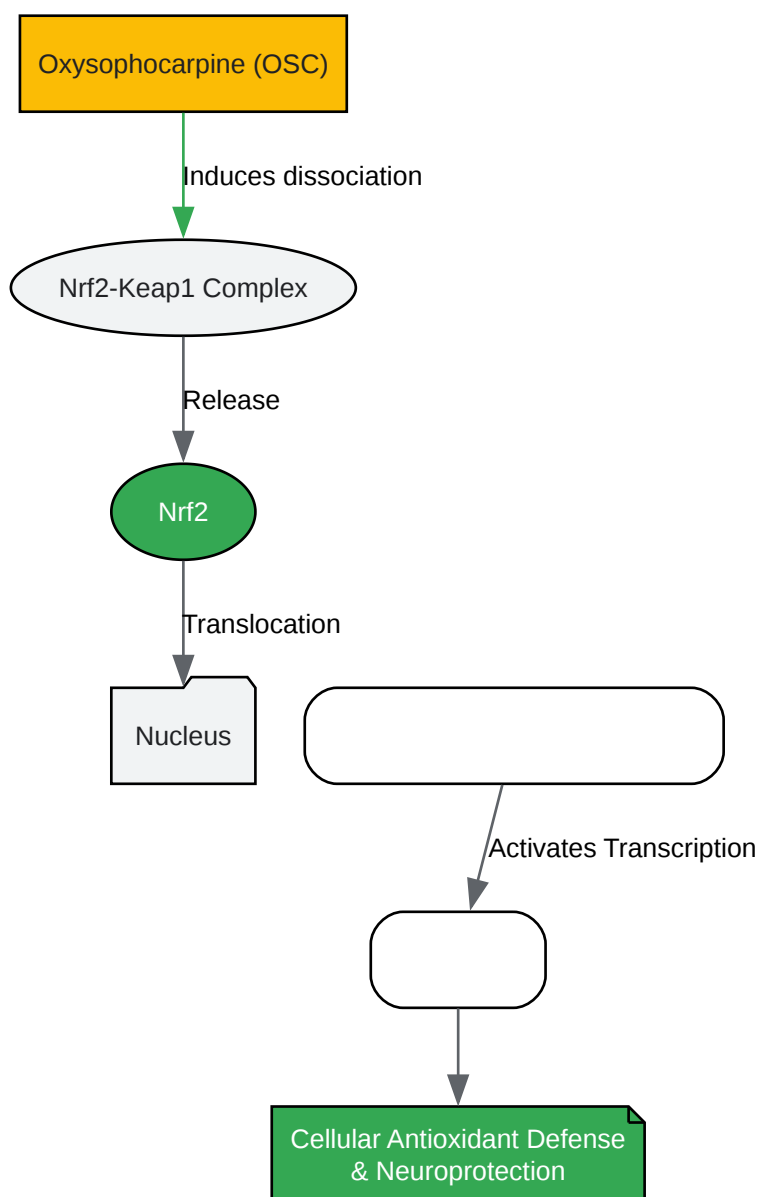 Oxysophocarpine (OSC)
Induces dissociation
Nrf2-Keap1 Complex
Release
Nrf2
Translocation
Nucleus
Activates Transcription
Cellular Antioxidant Defense
& Neuroprotection